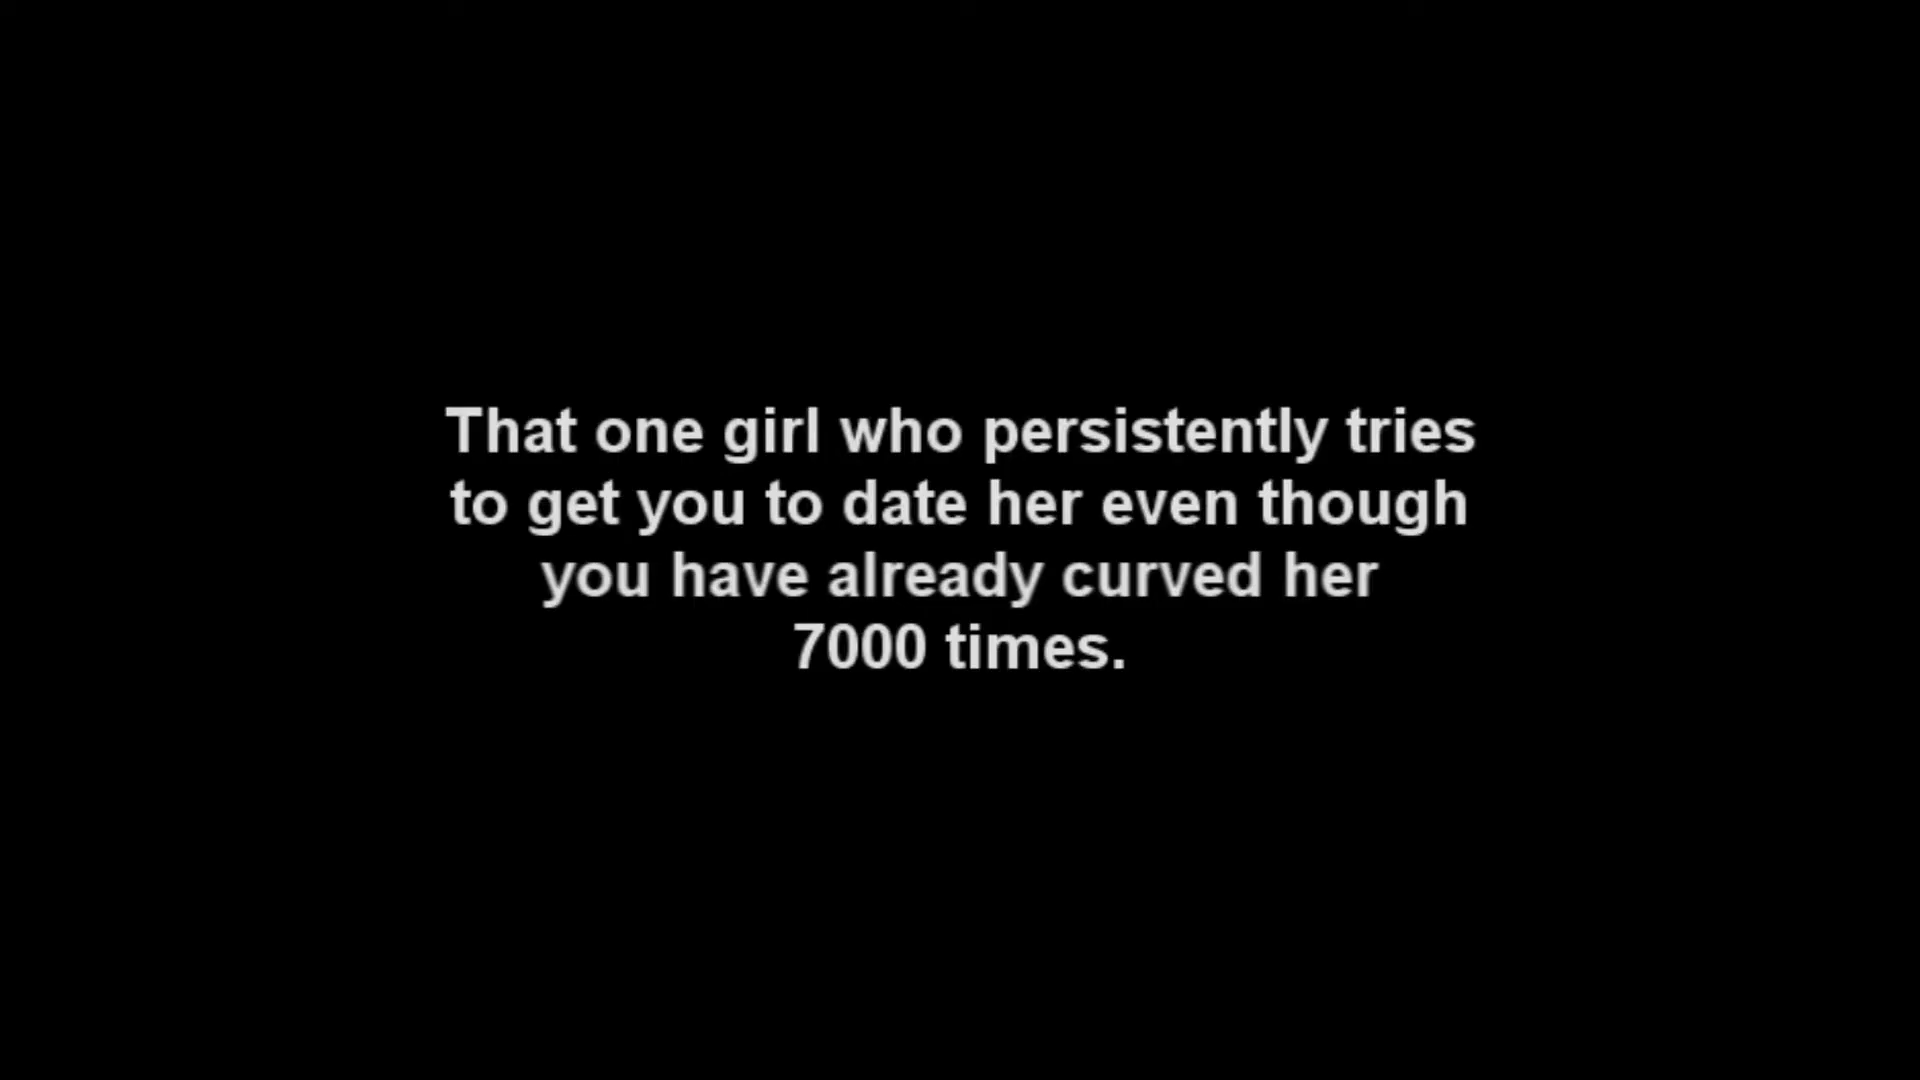 That one girl who persistently tries
to get you to date her even though
you have already curved her
7000 times.